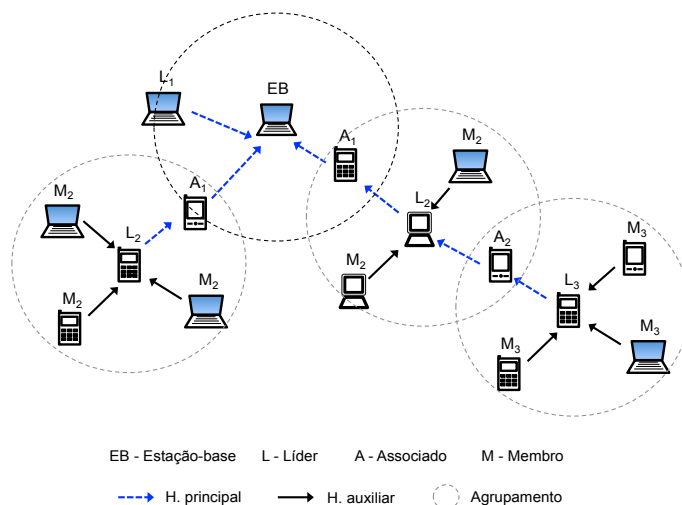 L₁
EB
A₁
M₂
M₂
A₁
L₂
L₂
M₂
A₂
M₃
M₂
M₂
L₃
M₃
M₃
EB - Estação-base L - Líder A - Associado M - Membro
H. principal H. auxiliar Agrupamento